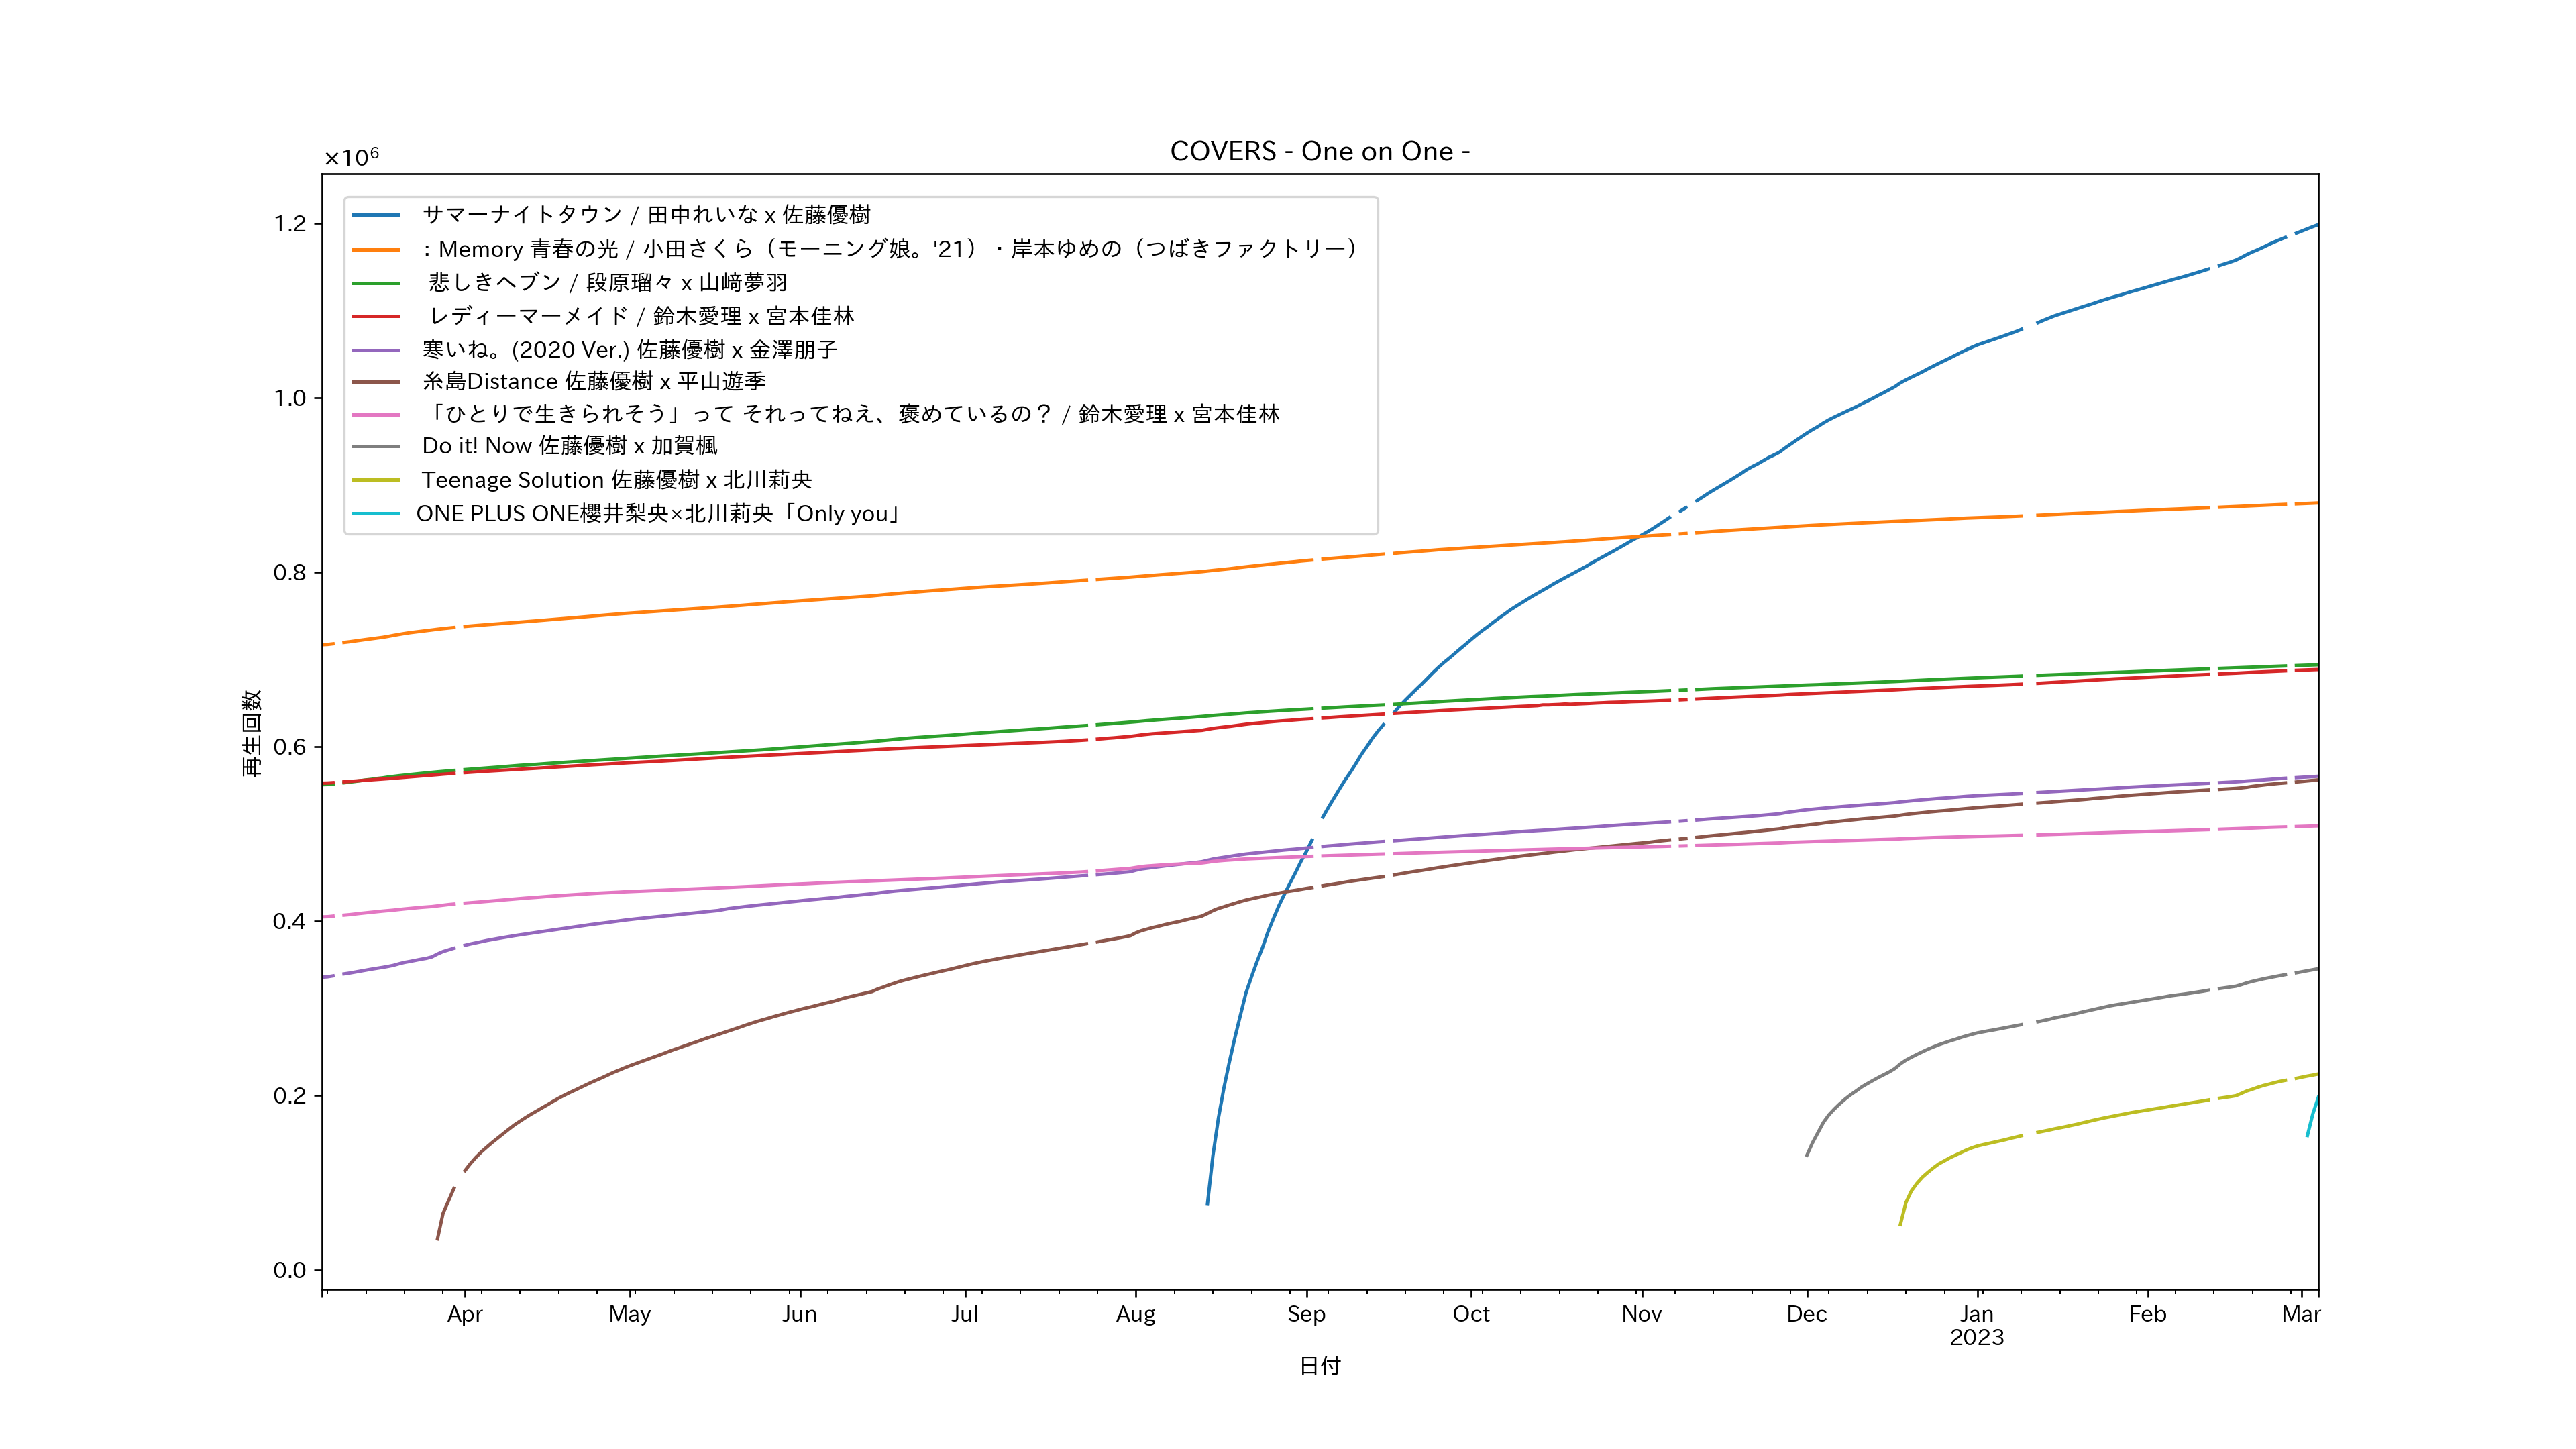 COVERS - One on One -
×10⁶
サマーナイトタウン / 田中れいな x 佐藤優樹
: Memory 青春の光 / 小田さくら（モーニング娘。'21）・岸本ゆめの（つばきファクトリー）
悲しきヘブン / 段原瑠々 x 山﨑夢羽
レディーマーメイド / 鈴木愛理 x 宮本佳林
寒いね。(2020 Ver.) 佐藤優樹 x 金澤朋子
糸島Distance 佐藤優樹 x 平山遊季
「ひとりで生きられそう」って それってねえ、褒めているの？ / 鈴木愛理 x 宮本佳林
Do it! Now 佐藤優樹 x 加賀楓
Teenage Solution 佐藤優樹 x 北川莉央
ONE PLUS ONE櫻井梨央×北川莉央「Only you」
1.2
1.0
0.8
0.6
0.4
0.2
0.0
再生回数
Apr May Jun Jul Aug Sep Oct Nov Dec Jan Feb Mar
2023
日付